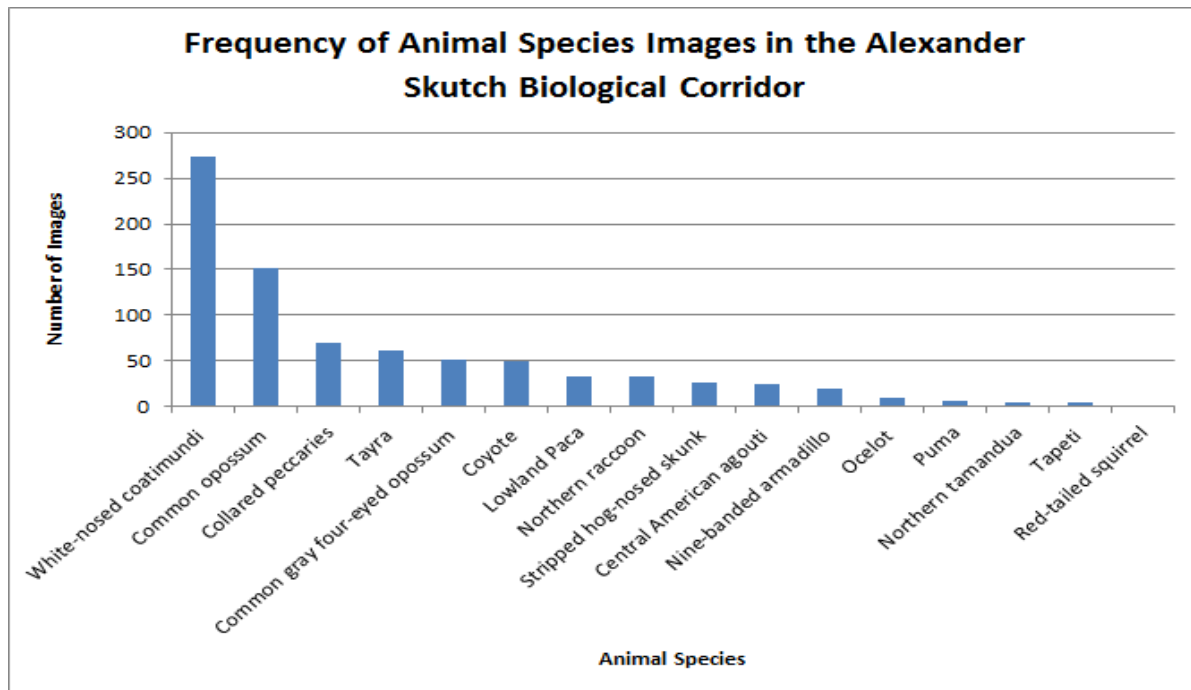 Frequency of Animal Species Images in the Alexander
Skutch Biological Corridor
Number of Images
300
250
200
150
100
50
0
White-nosed coatimundi
Common opossum
Collared peccaries
Tayra
Common gray four-eyed opossum
Coyote
Lowland Paca
Northern raccoon
Stripped hog-nosed skunk
Central American agouti
Nine-banded armadillo
Ocelot
Puma
Northern tamandua
Tapeti
Red-tailed squirrel
Animal Species